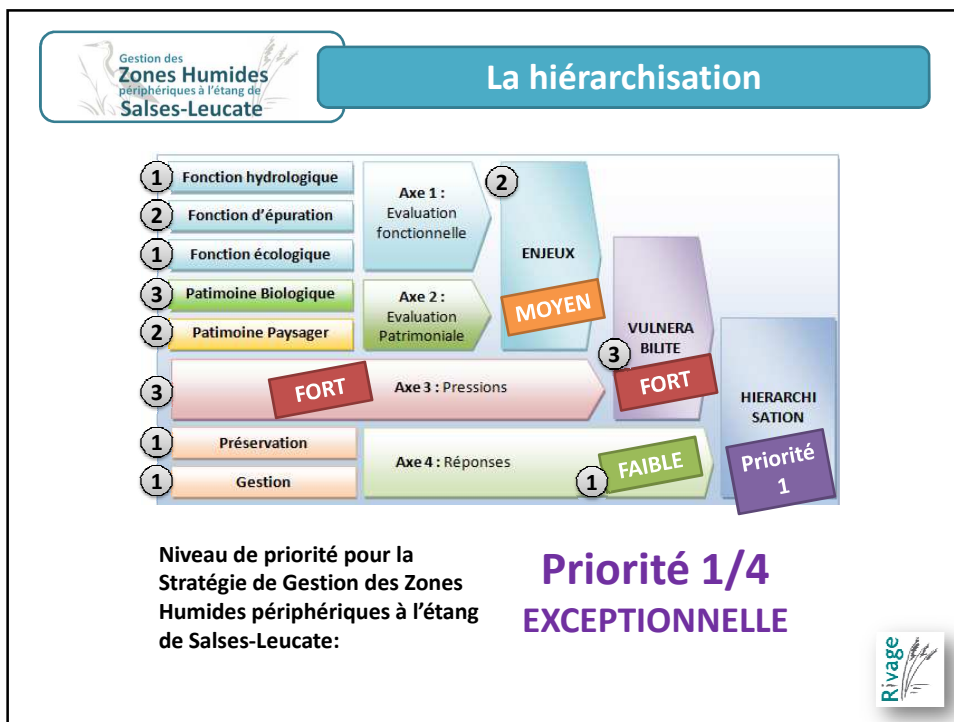 Gestion des
Zones Humides
périphériques à l'étang de
Salses-Leucate
La hiérarchisation
1 Fonction hydrologique
2 Fonction d'épuration
1 Fonction écologique
3 Patimoine Biologique
2 Patimoine Paysager
Axe 1 :
Evaluation
fonctionnelle
Axe 2 :
Evaluation
Patrimoniale
2
ENJEUX
MOYEN
3
FORT
Axe 3 : Pressions
3
VULNERA
BILITE
FORT
1 Préservation
1 Gestion
Axe 4 : Réponses
1
FAIBLE
HIERARCHI
SATION
Priorité
1
Niveau de priorité pour la
Stratégie de Gestion des Zones
Humides périphériques à l'étang
de Salses-Leucate:
Priorité 1/4
EXCEPTIONNELLE
Rivage